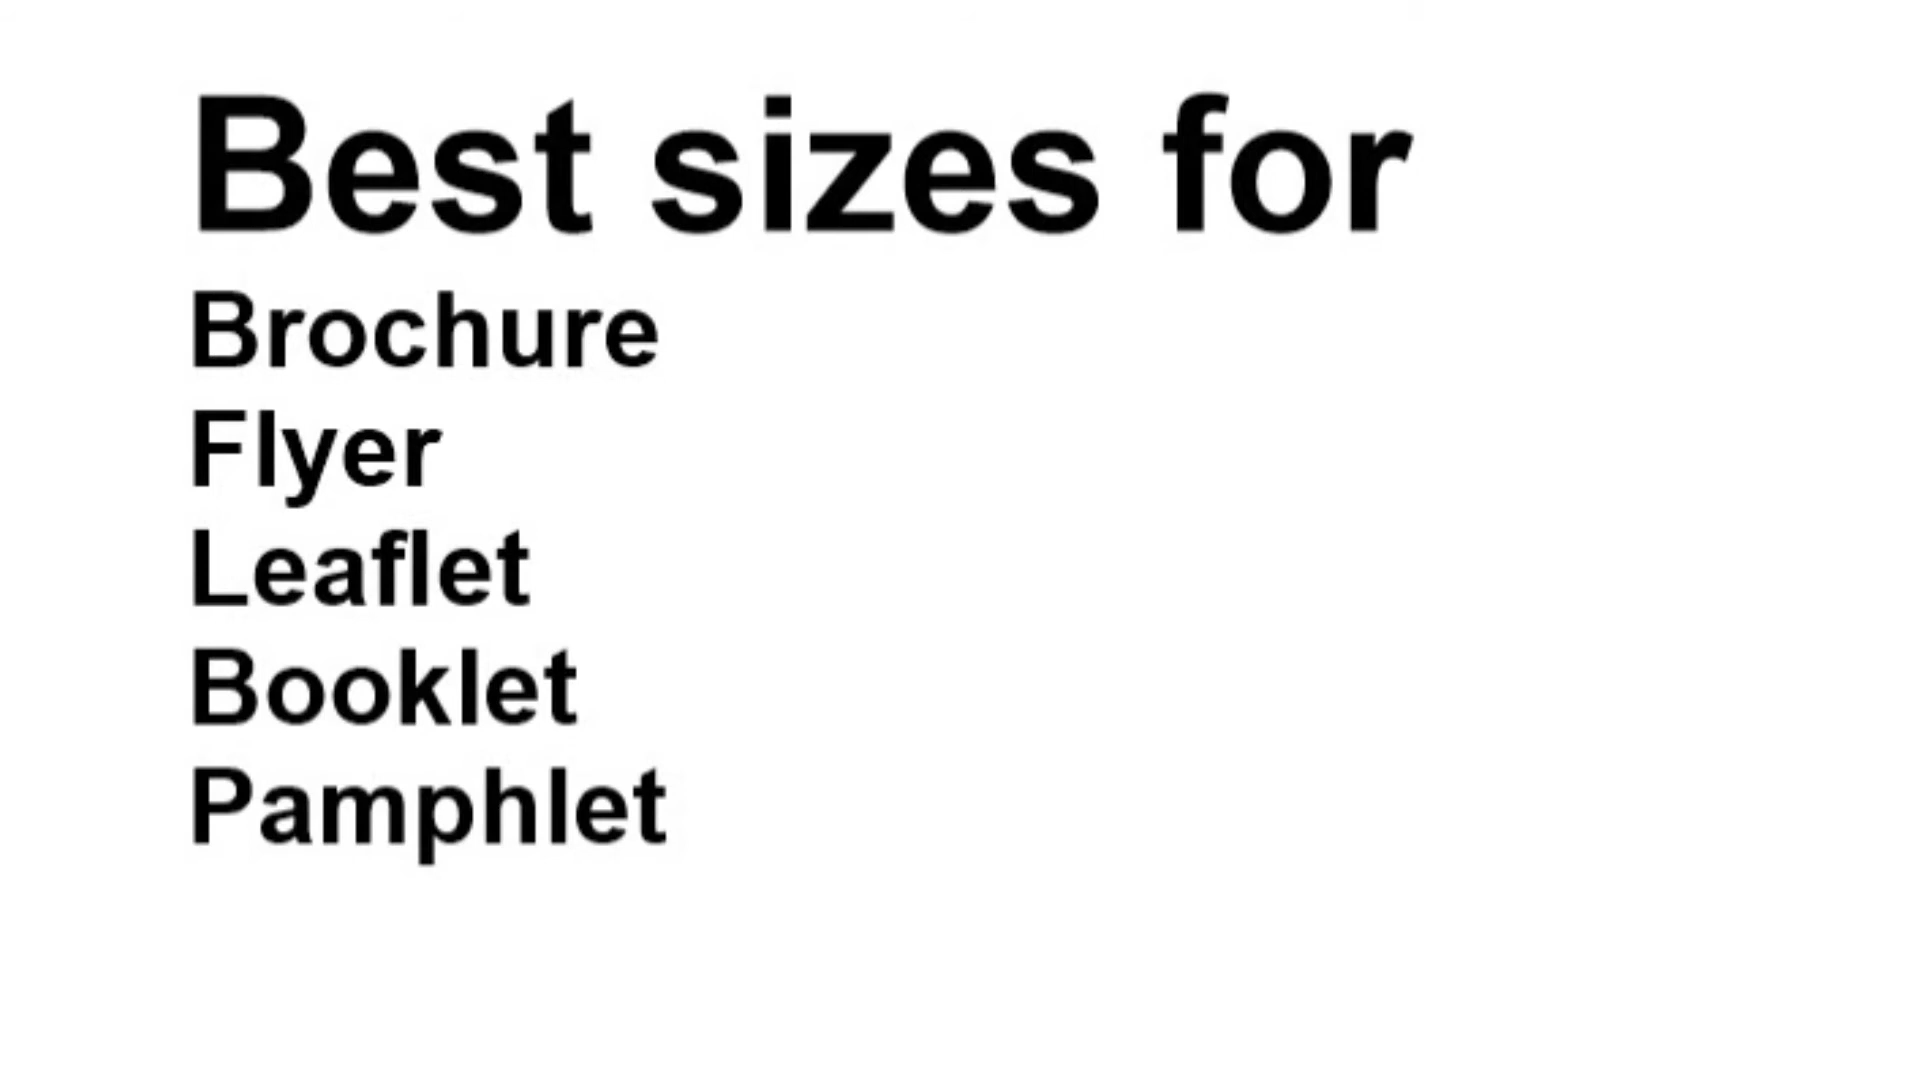 Best sizes for
Brochure
Flyer
Leaflet
Booklet
Pamphlet